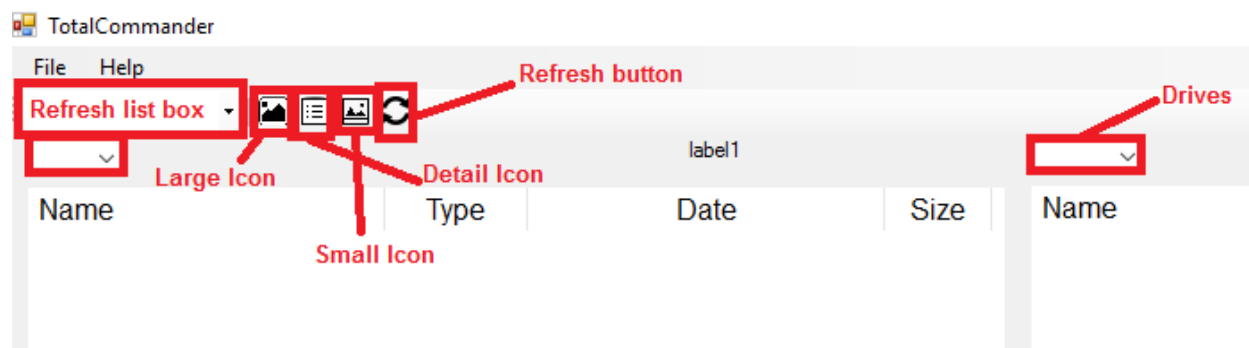 TotalCommander
File Help
Refresh button
Refresh list box
Drives
label1
Large Icon
Detail Icon
Name Type Date Size Name
Small Icon